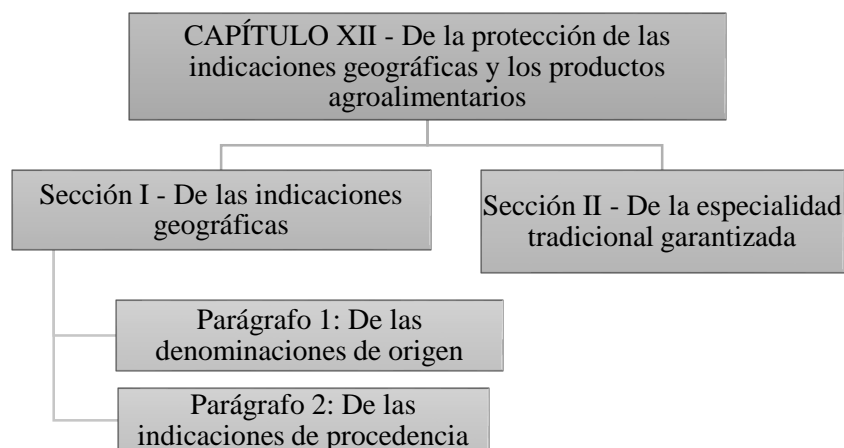 CAPÍTULO XII - De la protección de las
indicaciones geográficas y los productos
agroalimentarios
Sección I - De las indicaciones
geográficas
Sección II - De la especialidad
tradicional garantizada
Parágrafo 1: De las
denominaciones de origen
Parágrafo 2: De las
indicaciones de procedencia